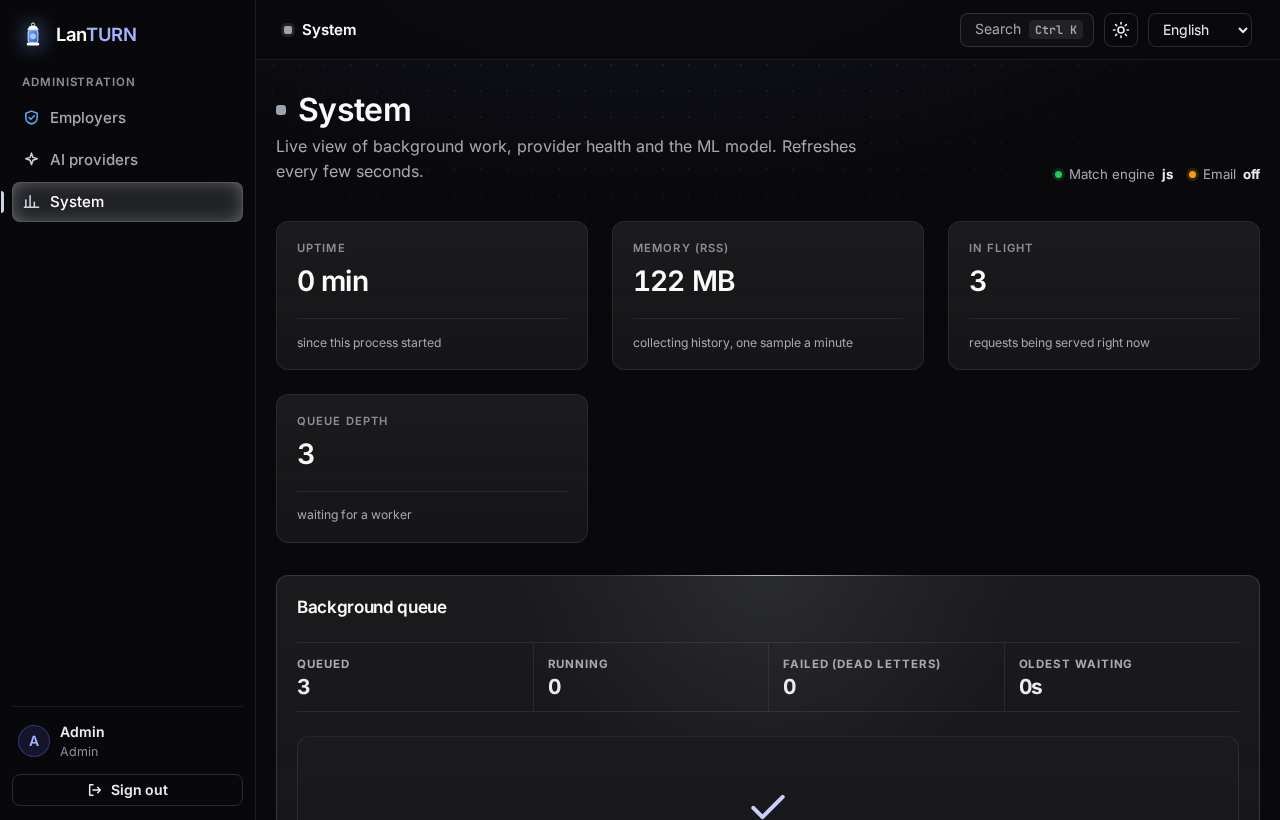 LanTURN
ADMINISTRATION
Employers
AI providers
System
Admin
Admin
A
Sign out
System
Search Ctrl K
English
System
Live view of background work, provider health and the ML model. Refreshes
every few seconds.
Match engine js Email off
UPTIME
0 min
since this process started
MEMORY (RSS)
122 MB
collecting history, one sample a minute
IN FLIGHT
3
requests being served right now
QUEUE DEPTH
3
waiting for a worker
Background queue
QUEUED
3
RUNNING
0
FAILED (DEAD LETTERS)
0
OLDEST WAITING
0s